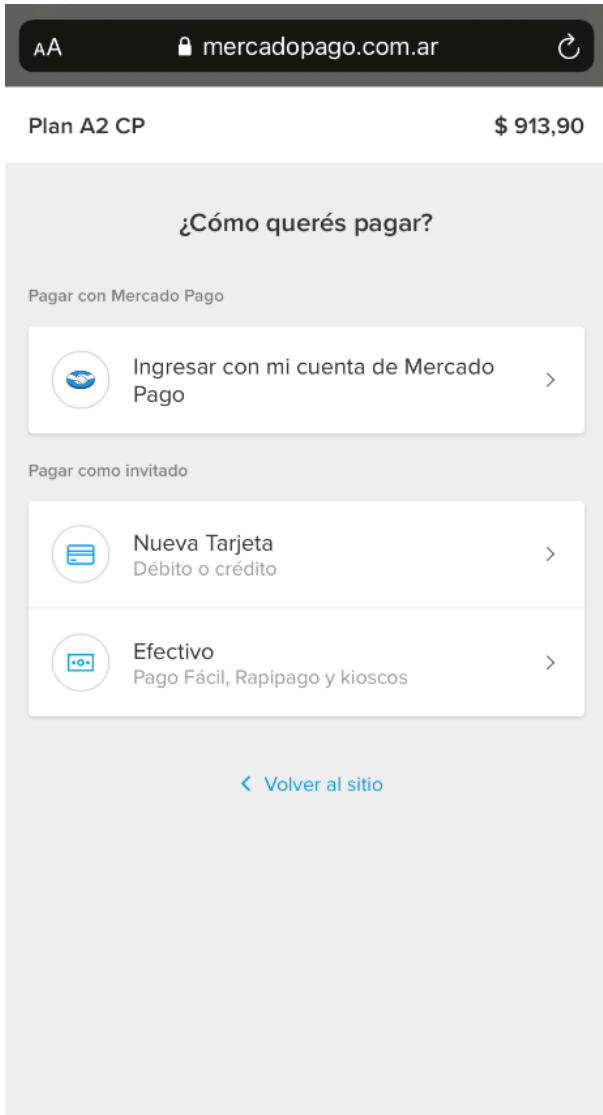 AA mercadopago.com.ar
Plan A2 CP $ 913,90
¿Cómo querés pagar?
Pagar con Mercado Pago
Ingresar con mi cuenta de Mercado
Pago
Pagar como invitado
Nueva Tarjeta
Débito o crédito
Efectivo
Pago Fácil, Rapipago y kioscos
Volver al sitio